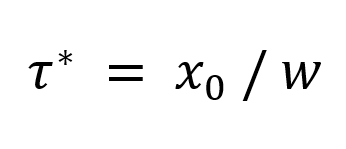 τ* = x₀ / w